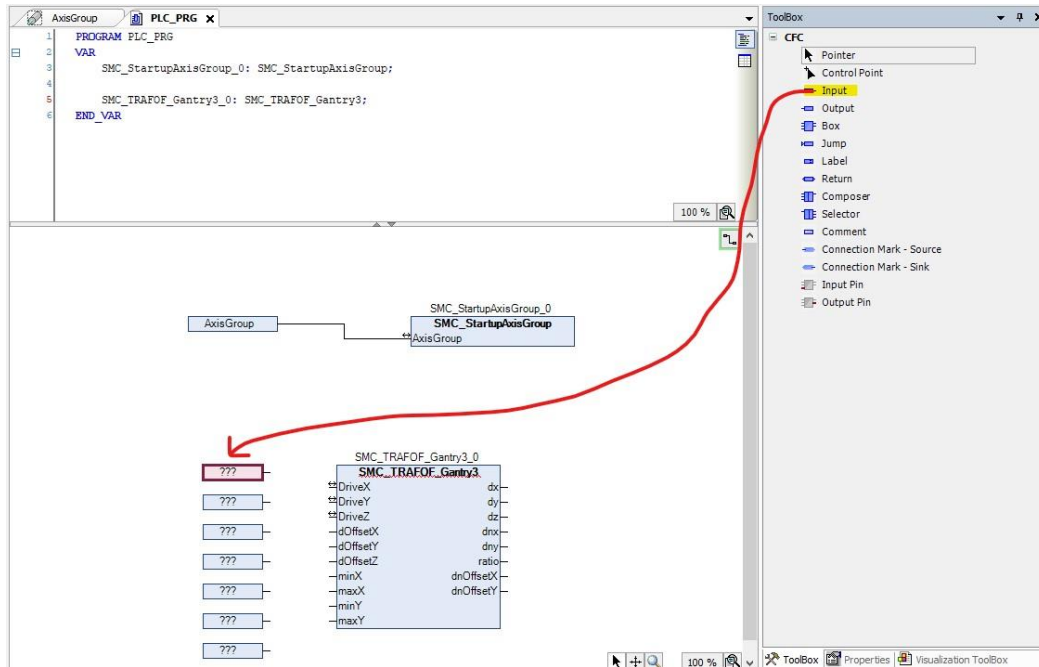 AxisGroup
PLC_PRG
1 PROGRAM PLC_PRG
2 VAR
3 SMC_StartupAxisGroup_0: SMC_StartupAxisGroup;
4
5 SMC_TRAFOF_Gantry3_0: SMC_TRAFOF_Gantry3;
6 END_VAR
100 %
SMC_StartupAxisGroup_0
AxisGroup
SMC_StartupAxisGroup
AxisGroup
SMC_TRAFOF_Gantry3_0
??? SMC_TRAFOF_Gantry3
DriveX dx
??? DriveY dy
DriveZ dz
??? dOffsetX dnx
dOffsetY dny
??? dOffsetZ ratio
minX dnOffsetX
??? maxX dnOffsetY
minY
??? maxY
???
100 %
ToolBox
CFC
Pointer
Control Point
Input
Output
Box
Jump
Label
Return
Composer
Selector
Comment
Connection Mark - Source
Connection Mark - Sink
Input Pin
Output Pin
ToolBox Properties Visualization ToolBox